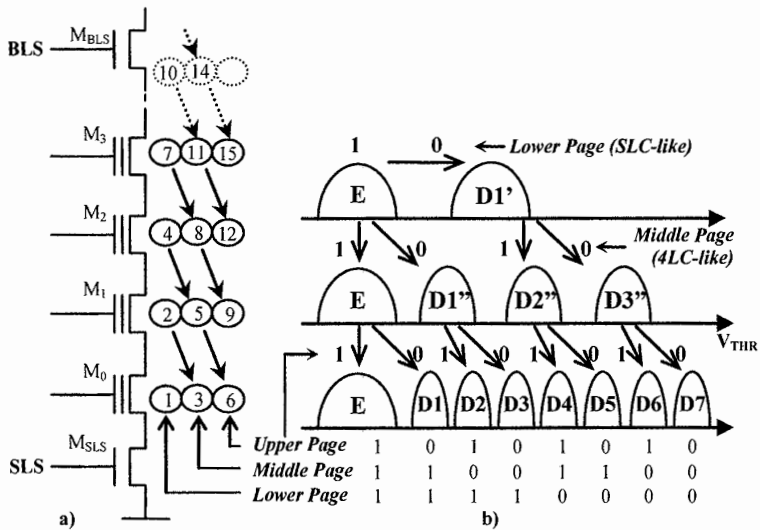 BLS
M_BLS
10 14
M3
7 11 15
M2
4 8 12
M1
2 5 9
M0
1 3 6
M_SLS
SLS
a)
1 0 Lower Page (SLC-like)
E D1'
1 0 1 0 Middle Page
(4LC-like)
E D1" D2" D3"
V_THR
1 0 1 0 1 0 1 0
E D1 D2 D3 D4 D5 D6 D7
Upper Page 1 0 1 0 1 0 1 0
Middle Page 1 1 0 0 1 1 0 0
Lower Page 1 1 1 1 0 0 0 0
b)